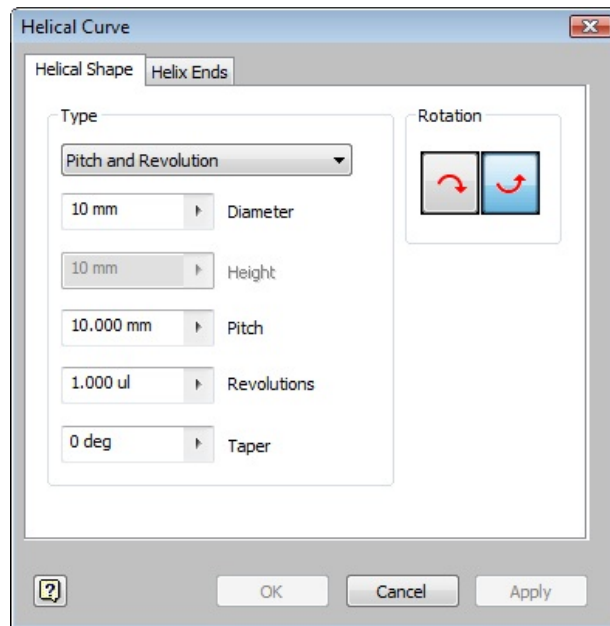 Helical Curve
Helical Shape
Helix Ends
Type
Rotation
Pitch and Revolution
10 mm
Diameter
10 mm
Height
10.000 mm
Pitch
1.000 ul
Revolutions
0 deg
Taper
?
OK
Cancel
Apply